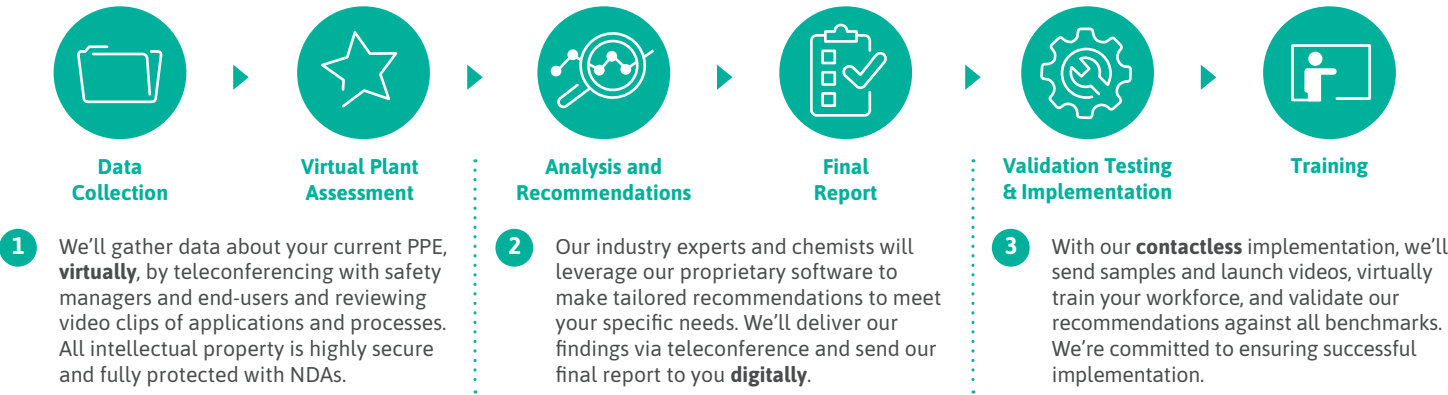 Data
Collection
Virtual Plant
Assessment
Analysis and
Recommendations
Final
Report
Validation Testing
& Implementation
Training
1
We’ll gather data about your current PPE,
virtually, by teleconferencing with safety
managers and end-users and reviewing
video clips of applications and processes.
All intellectual property is highly secure
and fully protected with NDAs.
2
Our industry experts and chemists will
leverage our proprietary software to
make tailored recommendations to meet
your specific needs. We’ll deliver our
findings via teleconference and send our
final report to you digitally.
3
With our contactless implementation, we’ll
send samples and launch videos, virtually
train your workforce, and validate our
recommendations against all benchmarks.
We’re committed to ensuring successful
implementation.